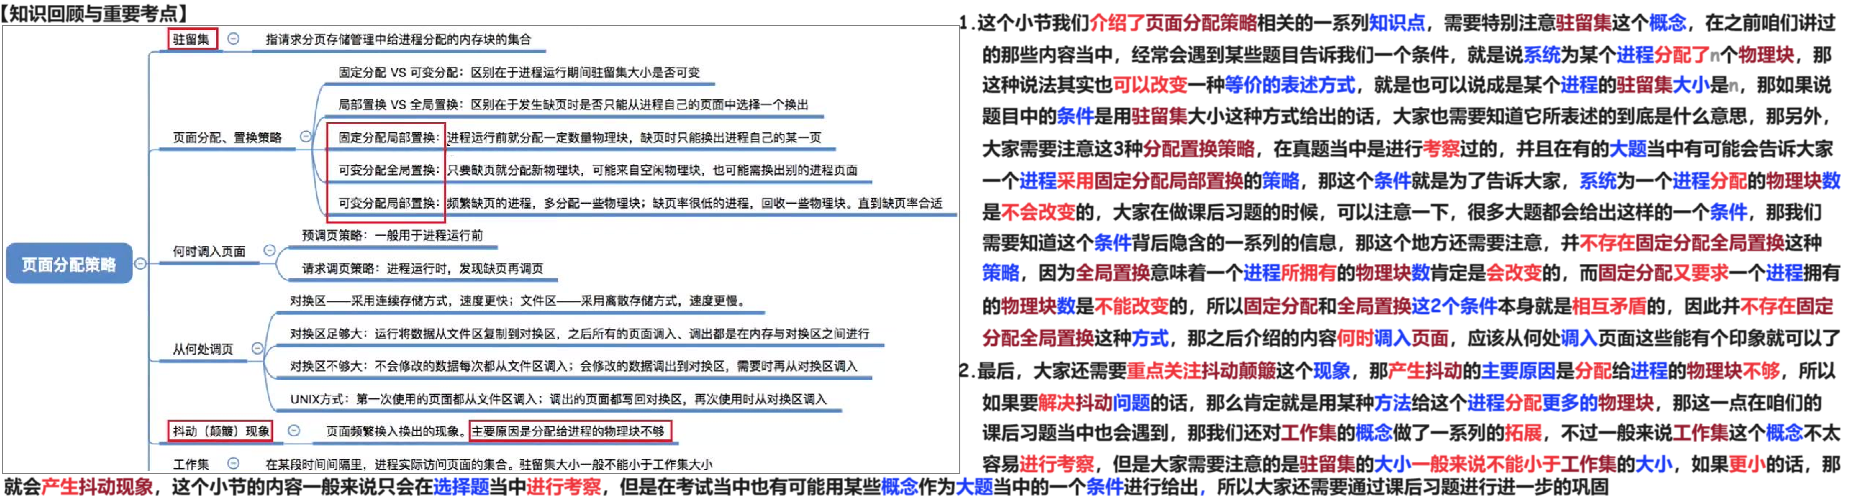 【知识回顾与重要考点】
驻留集
指请求分页存储管理中给进程分配的内存块的集合
固定分配 VS 可变分配：区别在于进程运行期间驻留集大小是否可变
局部置换 VS 全局置换：区别在于发生缺页时是否只能从进程自己的页面中选择一个换出
页面分配、置换策略
固定分配局部置换：进程运行前就分配一定数量物理块，缺页时只能换出进程自己的某一页
可变分配全局置换：只要缺页就分配新物理块，可能来自空闲物理块，也可能需换出别的进程页面
可变分配局部置换：频繁缺页的进程，多分配一些物理块；缺页率很低的进程，回收一些物理块。直到缺页率合适
页面分配策略
何时调入页面
预调页策略：一般用于进程运行前
请求调页策略：进程运行时，发现缺页再调页
从何处调页
对换区——采用连续存储方式，速度更快；文件区——采用离散存储方式，速度更慢。
对换区足够大：运行将数据从文件区复制到对换区，之后所有的页面调入、调出都是在内存与对换区之间进行
对换区不够大：不会修改的数据每次都从文件区调入；会修改的数据调出到对换区，需要时再从对换区调入
UNIX方式：第一次使用的页面都从文件区调入；调出的页面都写回对换区，再次使用时从对换区调入
抖动（颠簸）现象
页面频繁换入换出的现象。主要原因是分配给进程的物理块不够
工作集
在某段时间间隔里，进程实际访问页面的集合。驻留集大小一般不能小于工作集大小
1.这个小节我们介绍了页面分配策略相关的一系列知识点，需要特别注意驻留集这个概念，在之前咱们讲过
的那些内容当中，经常会遇到某些题目告诉我们一个条件，就是说系统为某个进程分配了n个物理块，那
这种说法其实也可以改变一种等价的表述方式，就是也可以说成是某个进程的驻留集大小是n，那如果说
题目中的条件是用驻留集大小这种方式给出的话，大家也需要知道它所表述的到底是什么意思，那另外，
大家需要注意这3种分配置换策略，在真题当中是进行考察过的，并且在有的大题当中有可能会告诉大家
一个进程采用固定分配局部置换的策略，那这个条件就是为了告诉大家，系统为一个进程分配的物理块数
是不会改变的，大家在做课后习题的时候，可以注意一下，很多大题都会给出这样的一个条件，那我们
需要知道这个条件背后隐含的一系列的信息，那这个地方还需要注意，并不存在固定分配全局置换这种
策略，因为全局置换意味着一个进程所拥有的物理块数肯定是会改变的，而固定分配又要求一个进程拥有
的物理块数是不能改变的，所以固定分配和全局置换这2个条件本身就是相互矛盾的，因此并不存在固定
分配全局置换这种方式，那之后介绍的内容何时调入页面，应该从何处调入页面这些能有个印象就可以了
2.最后，大家还需要重点关注抖动颠簸这个现象，那产生抖动的主要原因是分配给进程的物理块不够，所以
如果要解决抖动问题的话，那么肯定就是用某种方法给这个进程分配更多的物理块，那这一点在咱们的
课后习题当中也会遇到，那我们还对工作集的概念做了一系列的拓展，不过一般来说工作集这个概念不太
容易进行考察，但是大家需要注意的是驻留集的大小一般来说不能小于工作集的大小，如果更小的话，那
就会产生抖动现象，这个小节的内容一般来说只会在选择题当中进行考察，但是在考试当中也有可能用某些概念作为大题当中的一个条件进行给出，所以大家还需要通过课后习题进行进一步的巩固